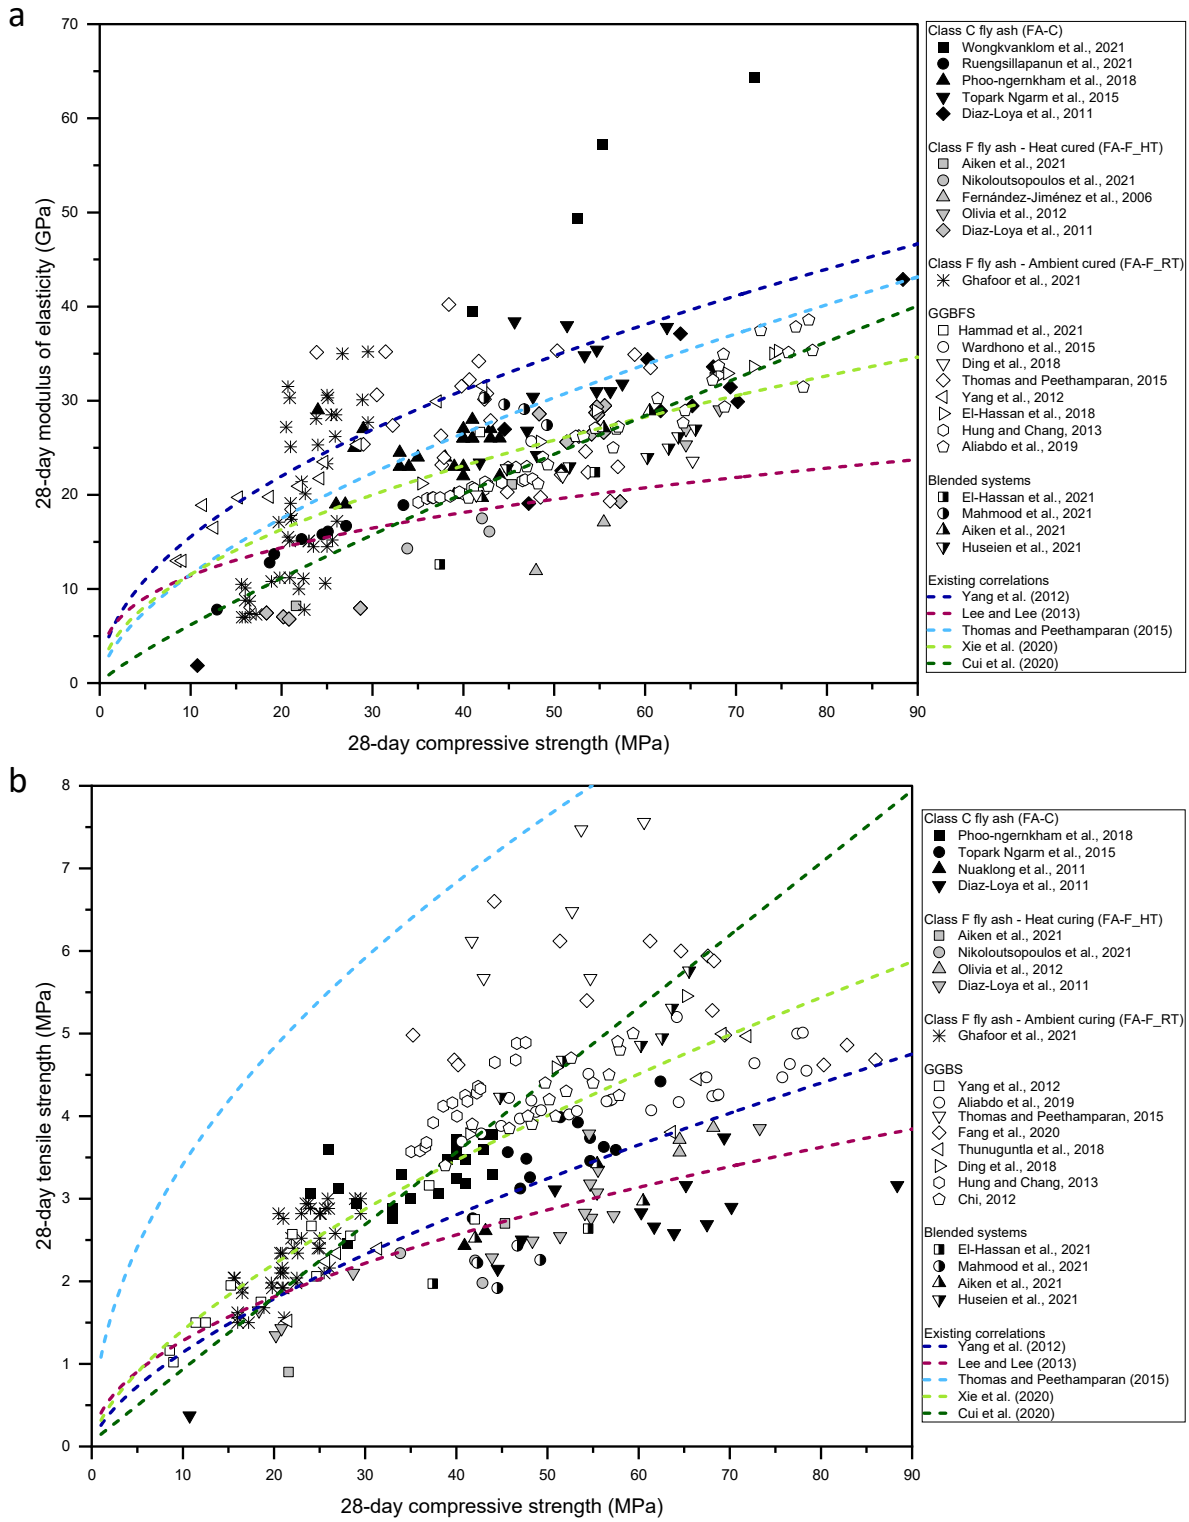 a
70
60
50
40
30
20
10
0
28-day modulus of elasticity (GPa)
0 10 20 30 40 50 60 70 80 90
28-day compressive strength (MPa)
Class C fly ash (FA-C)
Wongkvanklom et al., 2021
Ruengsillapanun et al., 2021
Phoo-ngernkham et al., 2018
Topark Ngarm et al., 2015
Diaz-Loya et al., 2011
Class F fly ash - Heat cured (FA-F_HT)
Aiken et al., 2021
Nikoloutsopoulos et al., 2021
Fernández-Jiménez et al., 2006
Olivia et al., 2012
Diaz-Loya et al., 2011
Class F fly ash - Ambient cured (FA-F_RT)
Ghafoor et al., 2021
GGBFS
Hammad et al., 2021
Wardhono et al., 2015
Ding et al., 2018
Thomas and Peethamparan, 2015
Yang et al., 2012
El-Hassan et al., 2018
Hung and Chang, 2013
Aliabdo et al., 2019
Blended systems
El-Hassan et al., 2021
Mahmood et al., 2021
Aiken et al., 2021
Huseien et al., 2021
Existing correlations
Yang et al. (2012)
Lee and Lee (2013)
Thomas and Peethamparan (2015)
Xie et al. (2020)
Cui et al. (2020)
b
8
7
6
5
4
3
2
1
0
28-day tensile strength (MPa)
0 10 20 30 40 50 60 70 80 90
28-day compressive strength (MPa)
Class C fly ash (FA-C)
Phoo-ngernkham et al., 2018
Topark Ngarm et al., 2015
Nuaklong et al., 2011
Diaz-Loya et al., 2011
Class F fly ash - Heat curing (FA-F_HT)
Aiken et al., 2021
Nikoloutsopoulos et al., 2021
Olivia et al., 2012
Diaz-Loya et al., 2011
Class F fly ash - Ambient curing (FA-F_RT)
Ghafoor et al., 2021
GGBS
Yang et al., 2012
Aliabdo et al., 2019
Thomas and Peethamparan, 2015
Fang et al., 2020
Thunuguntla et al., 2018
Ding et al., 2018
Hung and Chang, 2013
Chi, 2012
Blended systems
El-Hassan et al., 2021
Mahmood et al., 2021
Aiken et al., 2021
Huseien et al., 2021
Existing correlations
Yang et al. (2012)
Lee and Lee (2013)
Thomas and Peethamparan (2015)
Xie et al. (2020)
Cui et al. (2020)